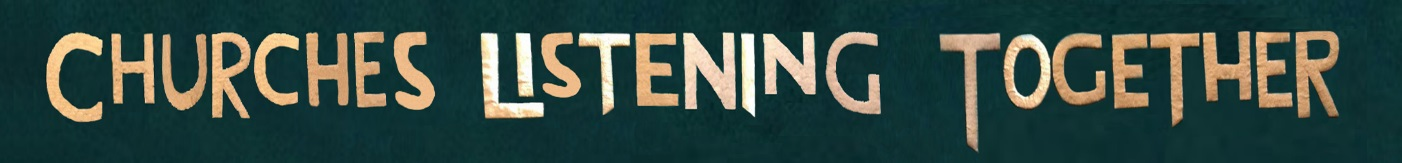 CHURCHES LISTENING TOGETHER